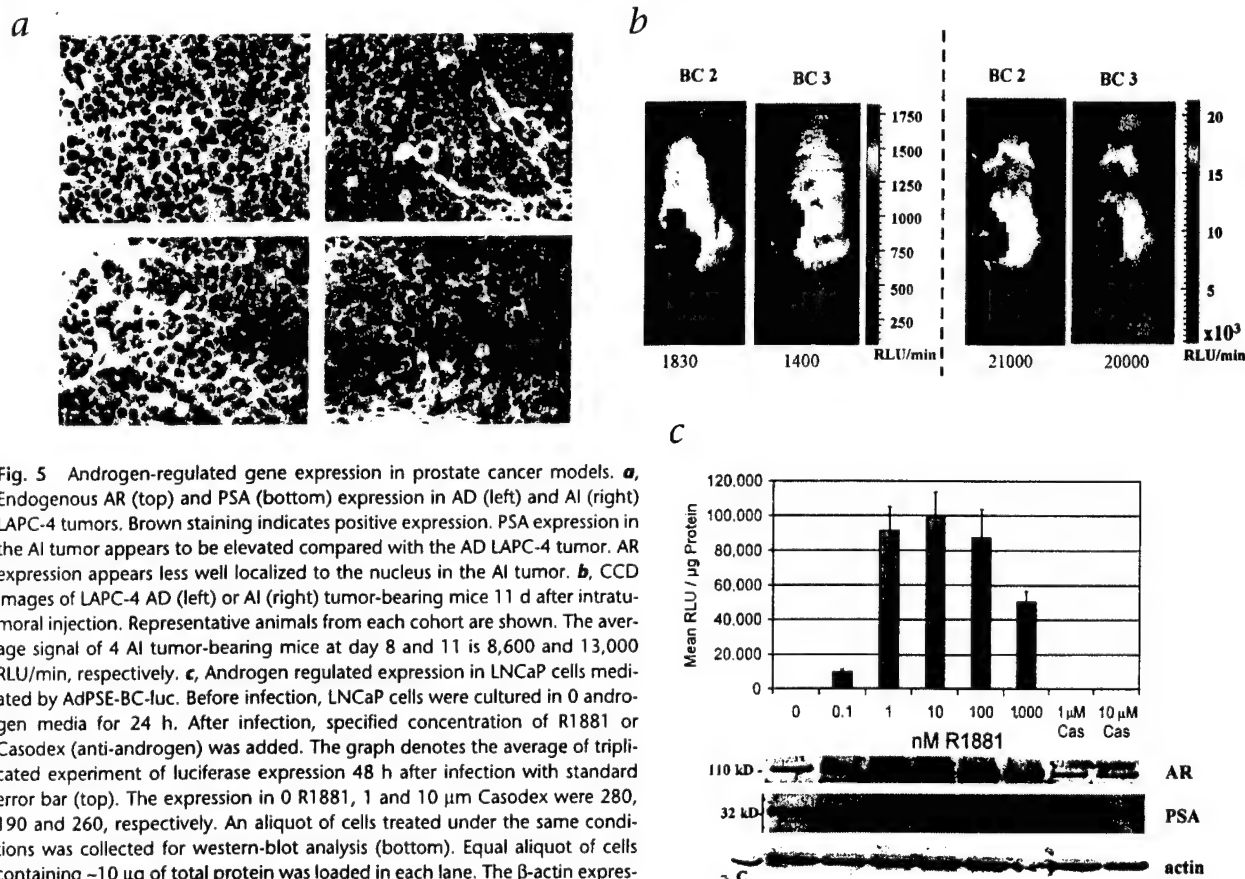 a
b
BC 2
BC 3
BC 2
BC 3
1750
1500
1250
1000
750
500
250
RLU/min
20
15
10
5
x10³
RLU/min
1830
1400
21000
20000
Fig. 5 Androgen-regulated gene expression in prostate cancer models. a,
Endogenous AR (top) and PSA (bottom) expression in AD (left) and AI (right)
LAPC-4 tumors. Brown staining indicates positive expression. PSA expression in
the AI tumor appears to be elevated compared with the AD LAPC-4 tumor. AR
expression appears less well localized to the nucleus in the AI tumor. b, CCD
images of LAPC-4 AD (left) or AI (right) tumor-bearing mice 11 d after intratu-
moral injection. Representative animals from each cohort are shown. The aver-
age signal of 4 AI tumor-bearing mice at day 8 and 11 is 8,600 and 13,000
RLU/min, respectively. c, Androgen regulated expression in LNCaP cells medi-
ated by AdPSE-BC-luc. Before infection, LNCaP cells were cultured in 0 andro-
gen media for 24 h. After infection, specified concentration of R1881 or
Casodex (anti-androgen) was added. The graph denotes the average of tripli-
cated experiment of luciferase expression 48 h after infection with standard
error bar (top). The expression in 0 R1881, 1 and 10 μm Casodex were 280,
190 and 260, respectively. An aliquot of cells treated under the same condi-
tions was collected for western-blot analysis (bottom). Equal aliquot of cells
containing ~10 μg of total protein was loaded in each lane. The β-actin expres-
c
Mean RLU / μg Protein
120.000
100.000
80.000
60.000
40.000
20.000
0
0
0.1
1
10
100
1.000
1 μM
Cas
10 μM
Cas
nM R1881
110 kD
AR
32 kD
PSA
actin